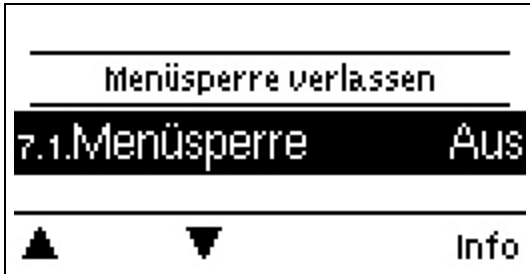 Menüsperre verlassen
7.1.Menüsperre Aus
▲ ▼ Info